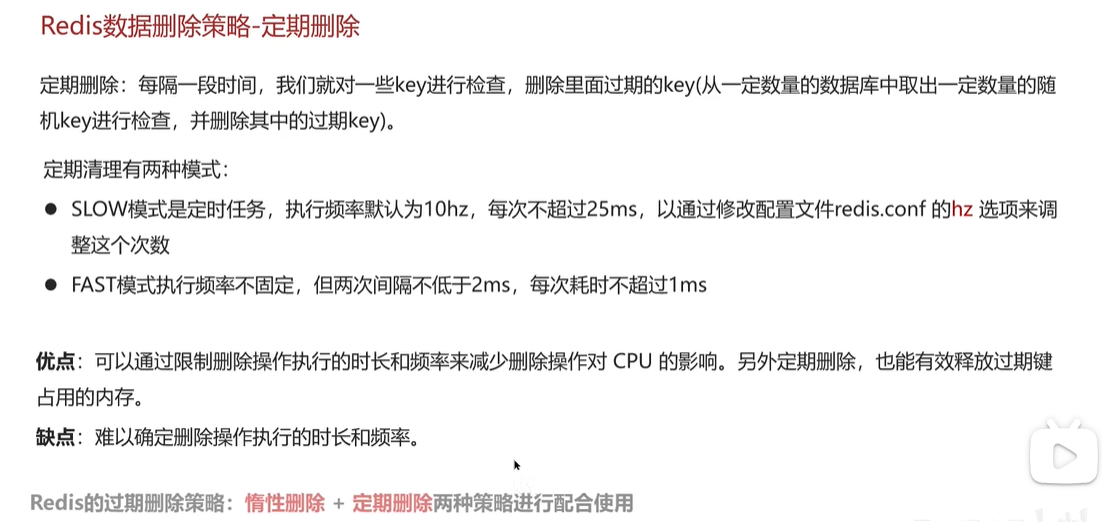 Redis数据删除策略-定期删除
定期删除：每隔一段时间，我们就对一些key进行检查，删除里面过期的key(从一定数量的数据库中取出一定数量的随
机key进行检查，并删除其中的过期key)。
定期清理有两种模式：
● SLOW模式是定时任务，执行频率默认为10hz，每次不超过25ms，以通过修改配置文件redis.conf 的hz 选项来调
整这个次数
● FAST模式执行频率不固定，但两次间隔不低于2ms，每次耗时不超过1ms
优点：可以通过限制删除操作执行的时长和频率来减少删除操作对 CPU 的影响。另外定期删除，也能有效释放过期键
占用的内存。
缺点：难以确定删除操作执行的时长和频率。
Redis的过期删除策略：惰性删除 + 定期删除两种策略进行配合使用